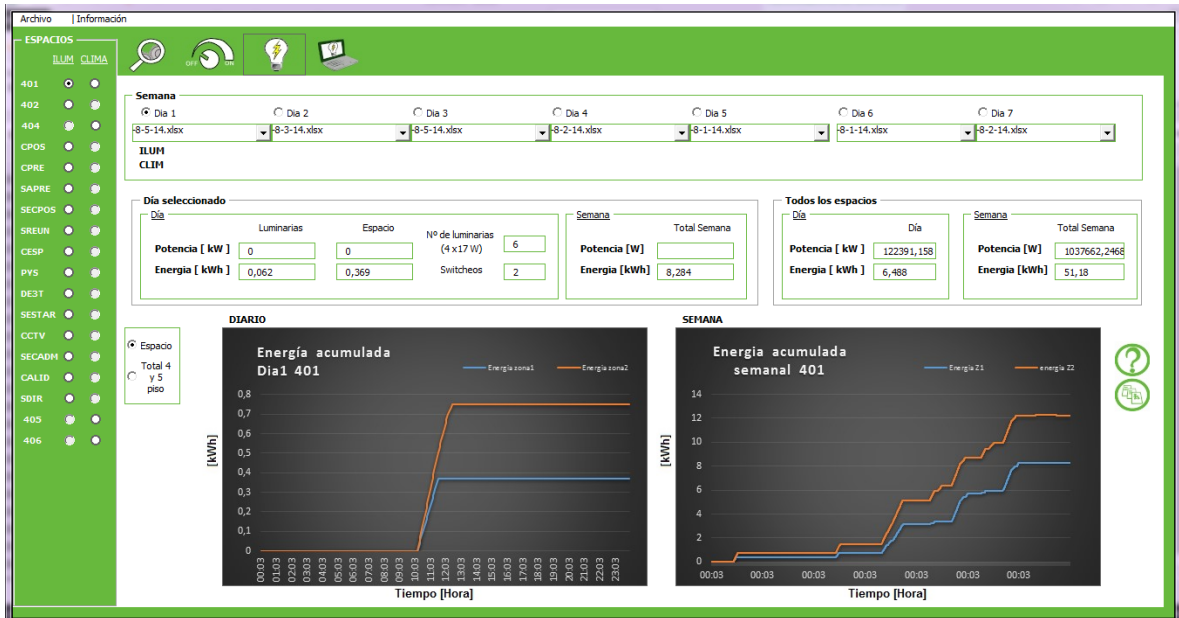 Archivo | Información
ESPACIOS
ILUM CLIMA
401
402
404
CPOS
CPRE
SAPRE
SECPOS
SREUN
CESP
PYS
DE3T
SESTAR
CCTV
SECADM
CALID
SDIR
405
406
OFF ON
Semana
Dia 1 Dia 2 Dia 3 Dia 4 Dia 5 Dia 6 Dia 7
-8-5-14.xlsx -8-3-14.xlsx -8-5-14.xlsx -8-2-14.xlsx -8-1-14.xlsx -8-1-14.xlsx -8-2-14.xlsx
ILUM
CLIM
Día seleccionado
Día
Luminarias Espacio Nº de luminarias
(4 x17 W) 6
Potencia [ kW ] 0 0
Energia [ kWh ] 0,062 0,369 Switcheos 2
Semana
Total Semana
Potencia [W]
Energia [kWh] 8,284
Todos los espacios
Día
Día
Potencia [ kW ] 122391,158
Energia [ kWh ] 6,488
Semana
Total Semana
Potencia [W] 1037662,2468
Energia [kWh] 51,18
Espacio
Total 4
y 5
piso
DIARIO
Energía acumulada
Dia1 401
Energia zona1 Energia zona2
[kWh]
0,8
0,7
0,6
0,5
0,4
0,3
0,2
0,1
0
00:03 01:03 02:03 03:03 04:03 05:03 06:03 07:03 08:03 09:03 10:03 11:03 12:03 13:03 14:03 15:03 16:03 17:03 18:03 19:03 20:03 21:03 22:03 23:03
Tiempo [Hora]
SEMANA
Energia acumulada
semanal 401
Energia Z1 energia Z2
[kWh]
14
12
10
8
6
4
2
0
00:03 00:03 00:03 00:03 00:03 00:03 00:03
Tiempo [Hora]
?